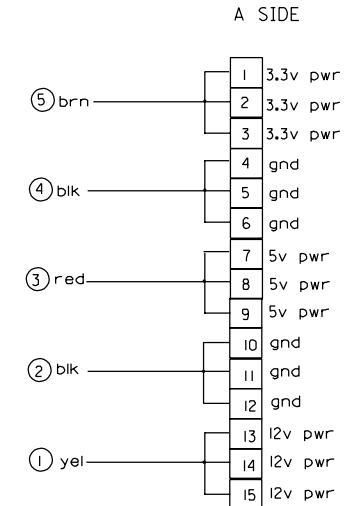 A SIDE
1 3.3v pwr
5 brn 2 3.3v pwr
3 3.3v pwr
4 gnd
4 blk 5 gnd
6 gnd
7 5v pwr
3 red 8 5v pwr
9 5v pwr
10 gnd
2 blk 11 gnd
12 gnd
13 12v pwr
1 yel 14 12v pwr
15 12v pwr